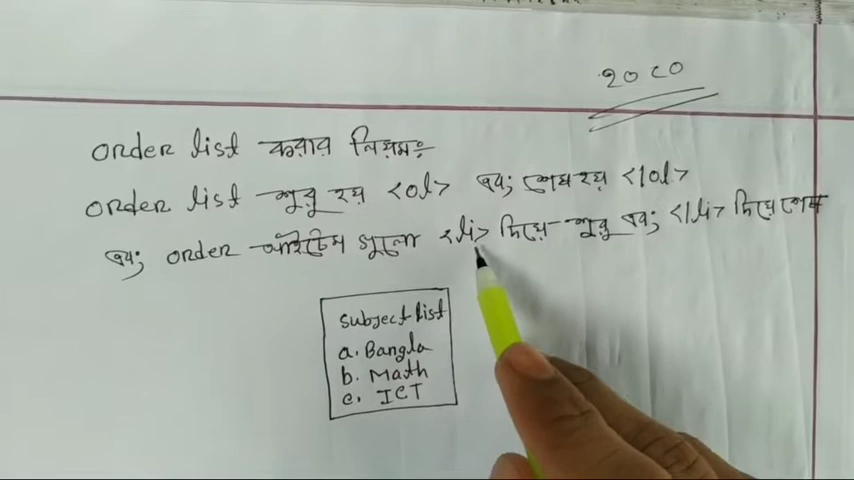 2010
order list করার নিয়মঃ
order list শুরু হয় <ol> এবং শেষ হয় </ol>
এবং order আইটেম গুলো <li> দিয়ে শুরু এবং </li> দিয়ে শেষ
Subject list
a. Bangla
b. Math
c. ICT